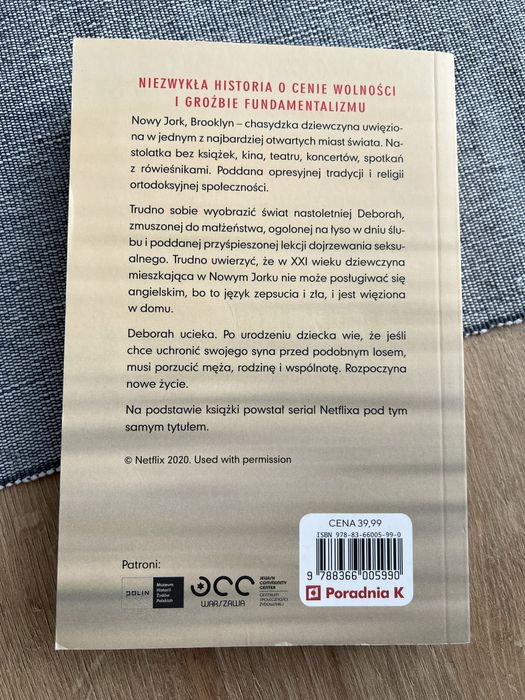 NIEZWYKŁA HISTORIA O CENIE WOLNOŚCI
I GROŹBIE FUNDAMENTALIZMU
Nowy Jork, Brooklyn – chasydzka dziewczyna uwięzio-
na w jednym z najbardziej otwartych miast świata. Na-
stolatka bez książek, kina, teatru, koncertów, spotkań
z rówieśnikami. Poddana opresyjnej tradycji i religii
ortodoksyjnej społeczności.
Trudno sobie wyobrazić świat nastoletniej Deborah,
zmuszonej do małżeństwa, ogolonej na łyso w dniu ślu-
bu i poddanej przyśpieszonej lekcji dojrzewania seksu-
alnego. Trudno uwierzyć, że w XXI wieku dziewczyna
mieszkająca w Nowym Jorku nie może posługiwać się
angielskim, bo to język zepsucia i zła, i jest więziona
w domu.
Deborah ucieka. Po urodzeniu dziecka wie, że jeśli
chce uchronić swojego syna przed podobnym losem,
musi porzucić męża, rodzinę i wspólnotę. Rozpoczyna
nowe życie.
Na podstawie książki powstał serial Netflixa pod tym
samym tytułem.
© Netflix 2020. Used with permission
CENA 39,99
ISBN 978-83-66005-99-0
9 788366 005990
Poradnia K
Patroni:
POLIN
Muzeum
Historii
Żydów
Polskich
JCC
WARSZAWA
JEWISH
COMMUNITY
CENTER
CENTRUM
SPOŁECZNOŚCI
ŻYDOWSKIEJ